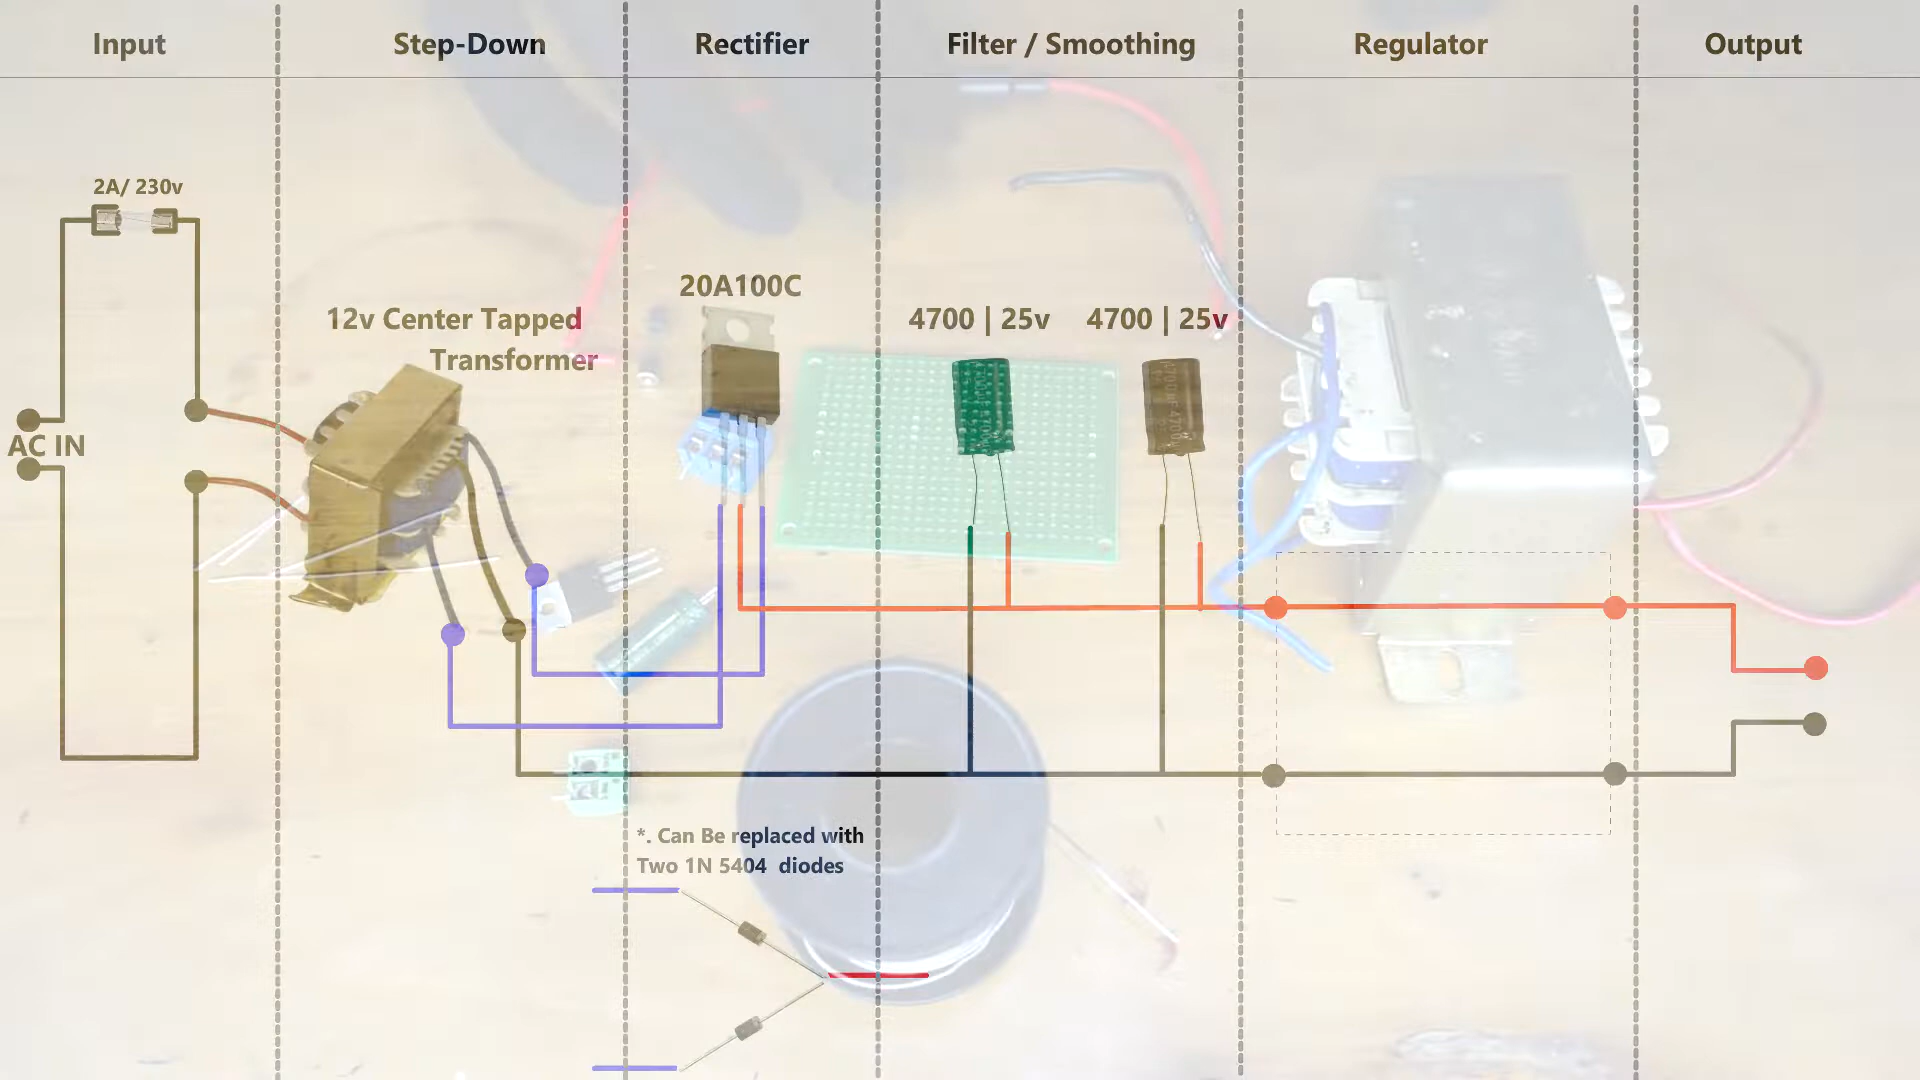 Input
Step-Down
Rectifier
Filter / Smoothing
Regulator
Output
2A/ 230v
AC IN
12v Center Tapped
Transformer
20A100C
4700 | 25v
4700 | 25v
*. Can Be replaced with
Two 1N 5404 diodes